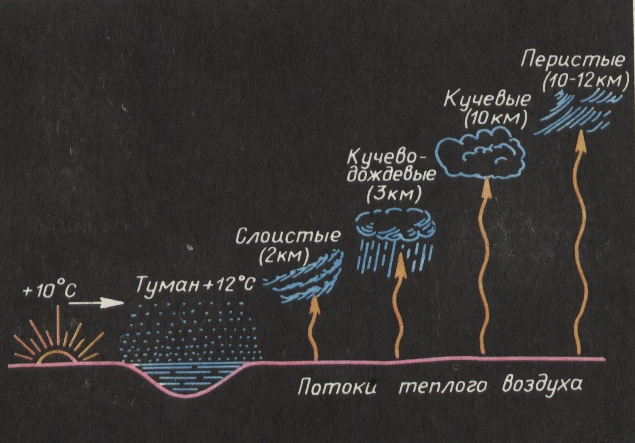 +10°С
Туман +12°С
Слоистые
(2км)
Кучево-
дождевые
(3км)
Кучевые
(10км)
Перистые
(10-12км)
Потоки теплого воздуха